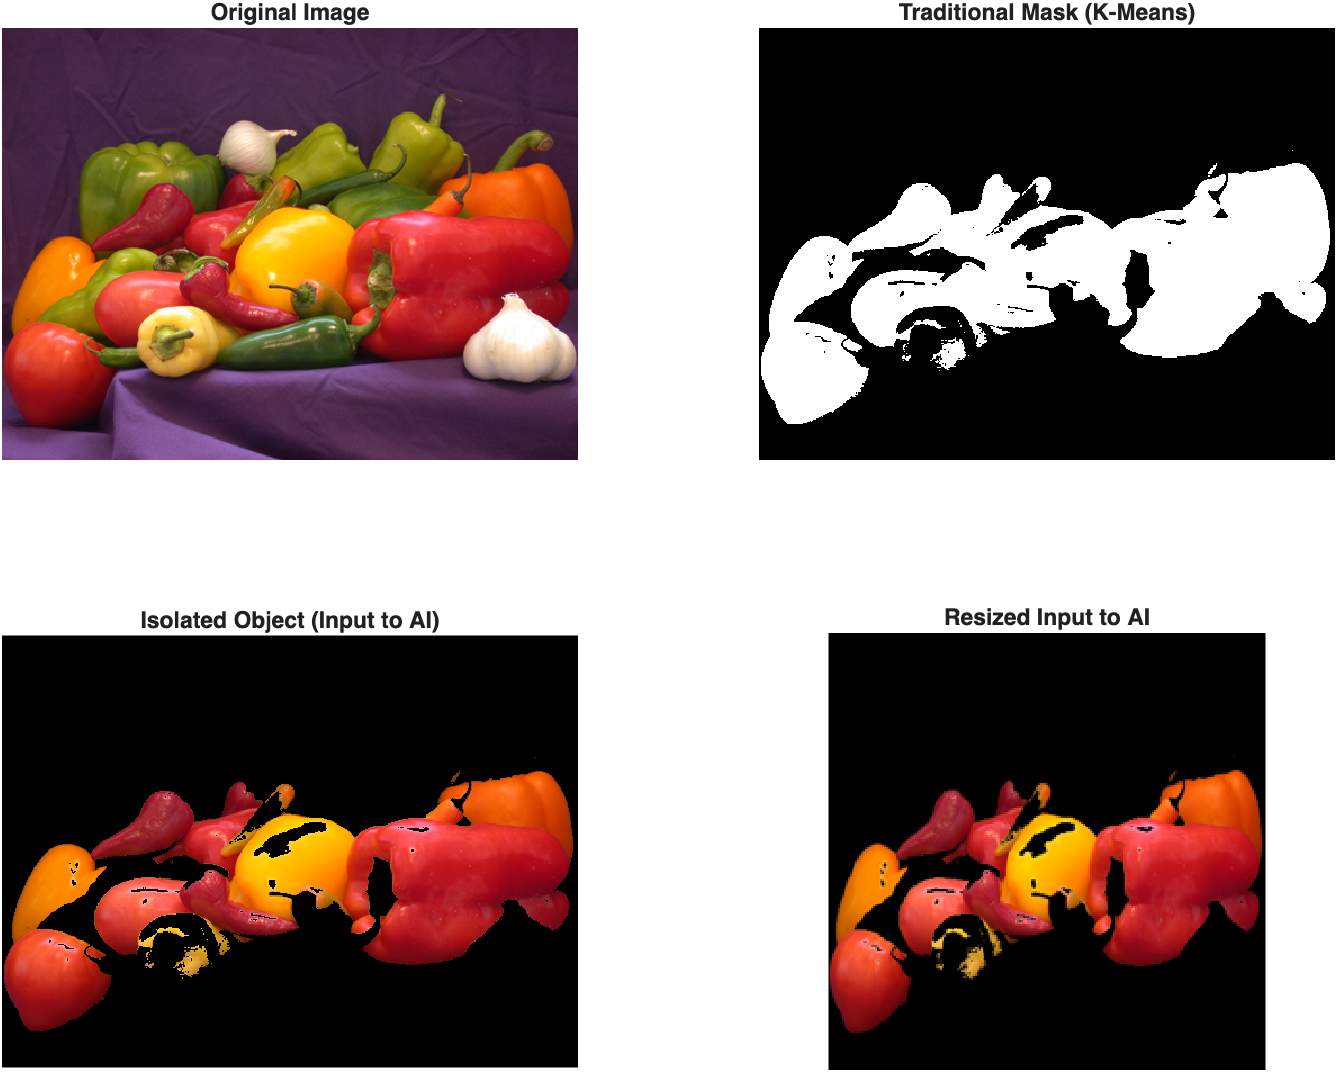 Original Image
Traditional Mask (K-Means)
Isolated Object (Input to AI)
Resized Input to AI